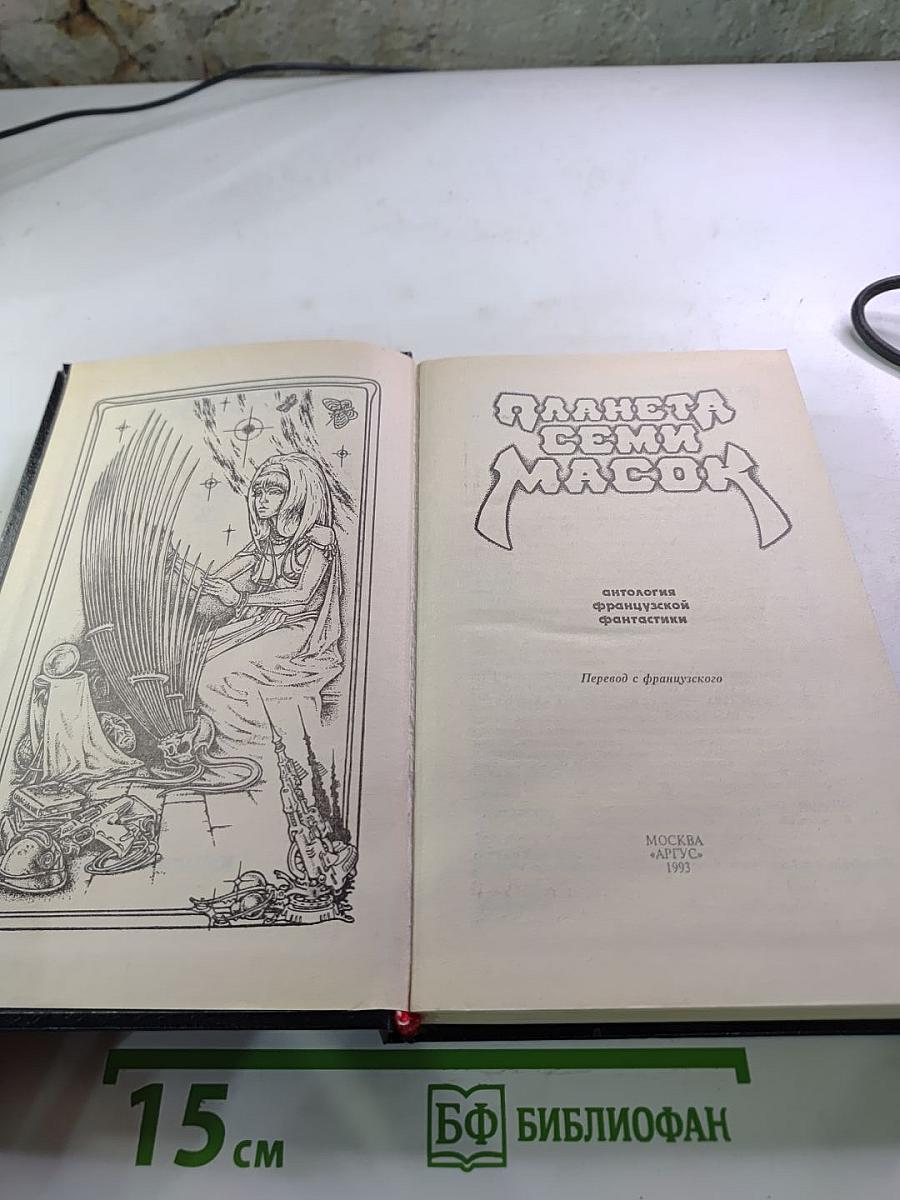 ПЛАНЕТА
СЕМИ
МАСОК
антология
французской
фантастики
Перевод с французского
МОСКВА
«АРГУС»
1993
15 см
БФ БИБЛИОФАН